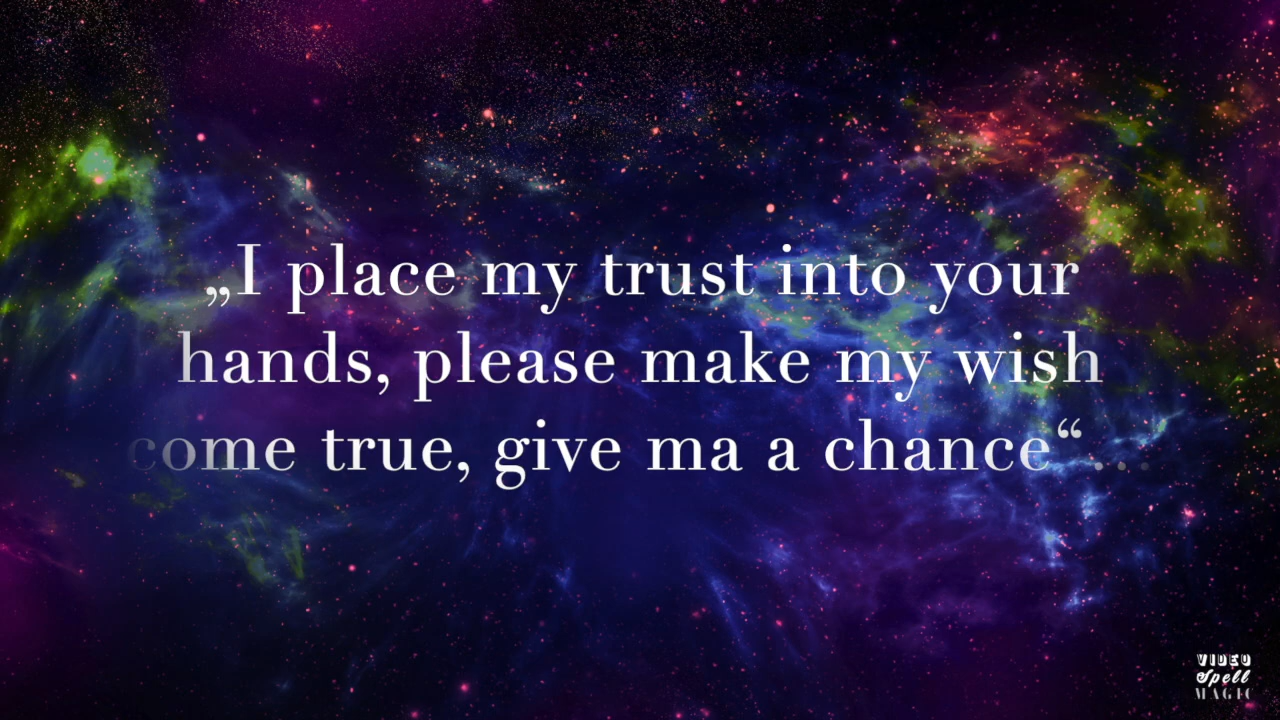 „I place my trust into your
hands, please make my wish
come true, give ma a chance“...
VIDEO
Spell
MAGIC